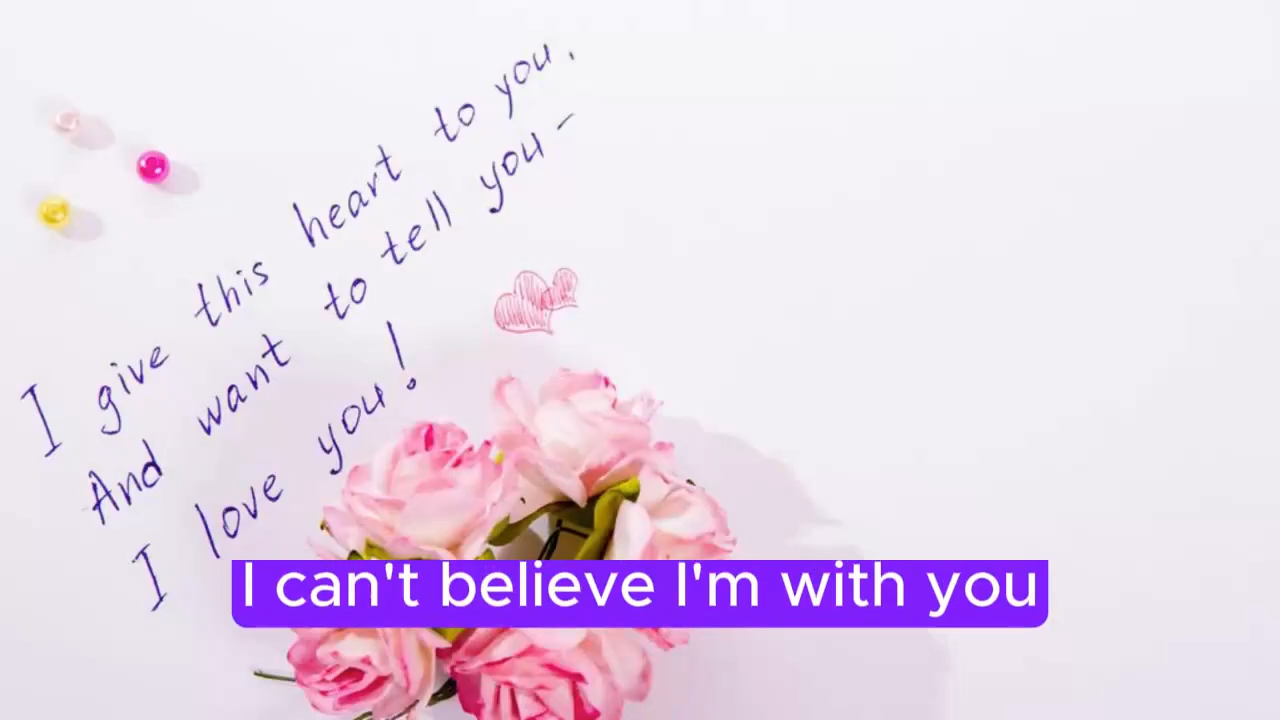 I give this heart to you,
And want to tell you -
I love you!
I can't believe I'm with you